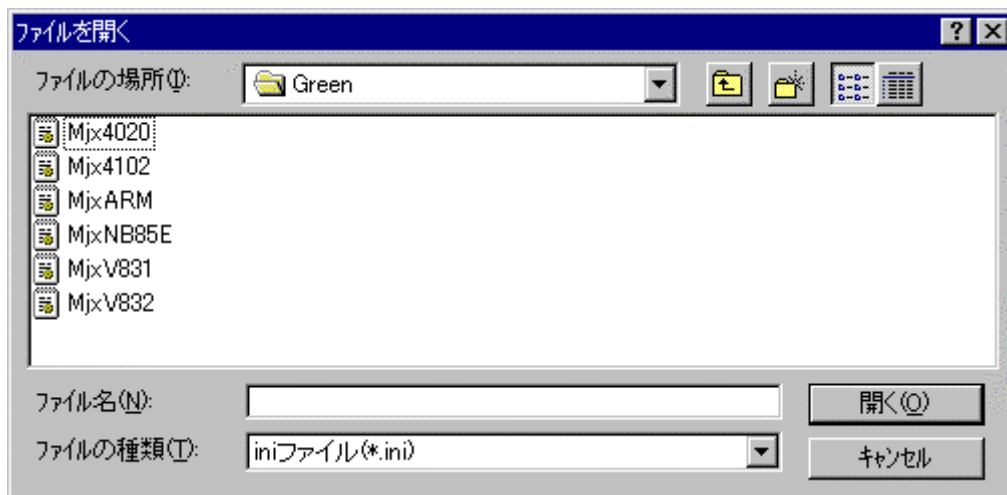 ファイルを開く
ファイルの場所(I): Green
Mjx4020
Mjx4102
MjxARM
MjxNB85E
MjxV831
MjxV832
ファイル名(N): 開く(O)
ファイルの種類(T): iniファイル(*.ini) キャンセル